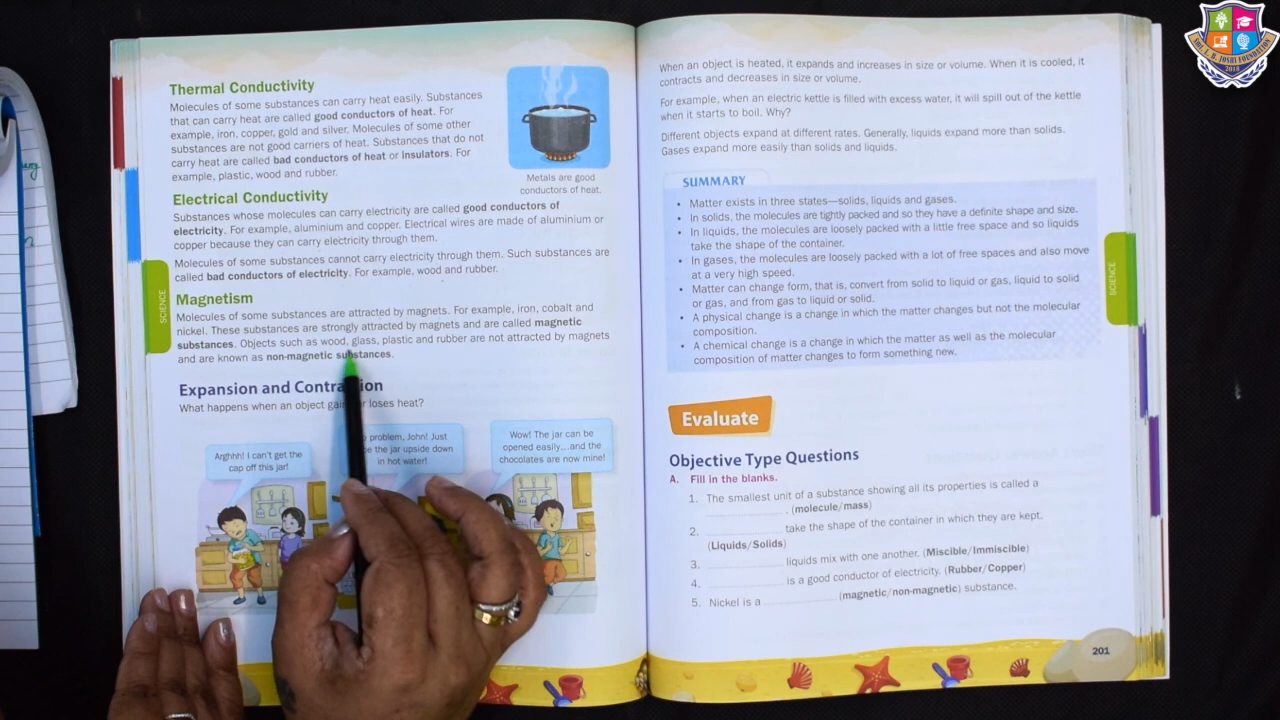 Thermal Conductivity
Molecules of some substances can carry heat easily. Substances
that can carry heat are called good conductors of heat. For
example, iron, copper, gold and silver. Molecules of some other
substances are not good carriers of heat. Substances that do not
carry heat are called bad conductors of heat or insulators. For
example, plastic, wood and rubber.
Metals are good
conductors of heat.
Electrical Conductivity
Substances whose molecules can carry electricity are called good conductors of
electricity. For example, aluminium and copper. Electrical wires are made of aluminium or
copper because they can carry electricity through them.
Molecules of some substances cannot carry electricity through them. Such substances are
called bad conductors of electricity. For example, wood and rubber.
Magnetism
Molecules of some substances are attracted by magnets. For example, iron, cobalt and
nickel. These substances are strongly attracted by magnets and are called magnetic
substances. Objects such as wood, glass, plastic and rubber are not attracted by magnets
and are known as non-magnetic substances.
Expansion and Contraction
What happens when an object or loses heat?
Arghhh! I can't get the
cap off this jar!
problem, John! Just
the jar upside down
in hot water!
Wow! The jar can be
opened easily...and the
chocolates are now mine!
SCIENCE
When an object is heated, it expands and increases in size or volume. When it is cooled, it
contracts and decreases in size or volume.
For example, when an electric kettle is filled with excess water, it will spill out of the kettle
when it starts to boil. Why?
Different objects expand at different rates. Generally, liquids expand more than solids.
Gases expand more easily than solids and liquids.
SUMMARY
• Matter exists in three states—solids, liquids and gases.
• In solids, the molecules are tightly packed and so they have a definite shape and size.
• In liquids, the molecules are loosely packed with a little free space and so liquids
take the shape of the container.
• In gases, the molecules are loosely packed with a lot of free spaces and also move
at a very high speed.
• Matter can change form, that is, convert from solid to liquid or gas, liquid to solid
or gas, and from gas to liquid or solid.
• A physical change is a change in which the matter changes but not the molecular
composition.
• A chemical change is a change in which the matter as well as the molecular
composition of matter changes to form something new.
Evaluate
Objective Type Questions
A. Fill in the blanks.
1. The smallest unit of a substance showing all its properties is called a
______________. (molecule/mass)
2. ______________ take the shape of the container in which they are kept.
(Liquids/Solids)
3. ______________ liquids mix with one another. (Miscible/Immiscible)
4. ______________ is a good conductor of electricity. (Rubber/Copper)
5. Nickel is a ______________ (magnetic/non-magnetic) substance.
SCIENCE
201
SHRI L. R. JOSHI FOUNDATION